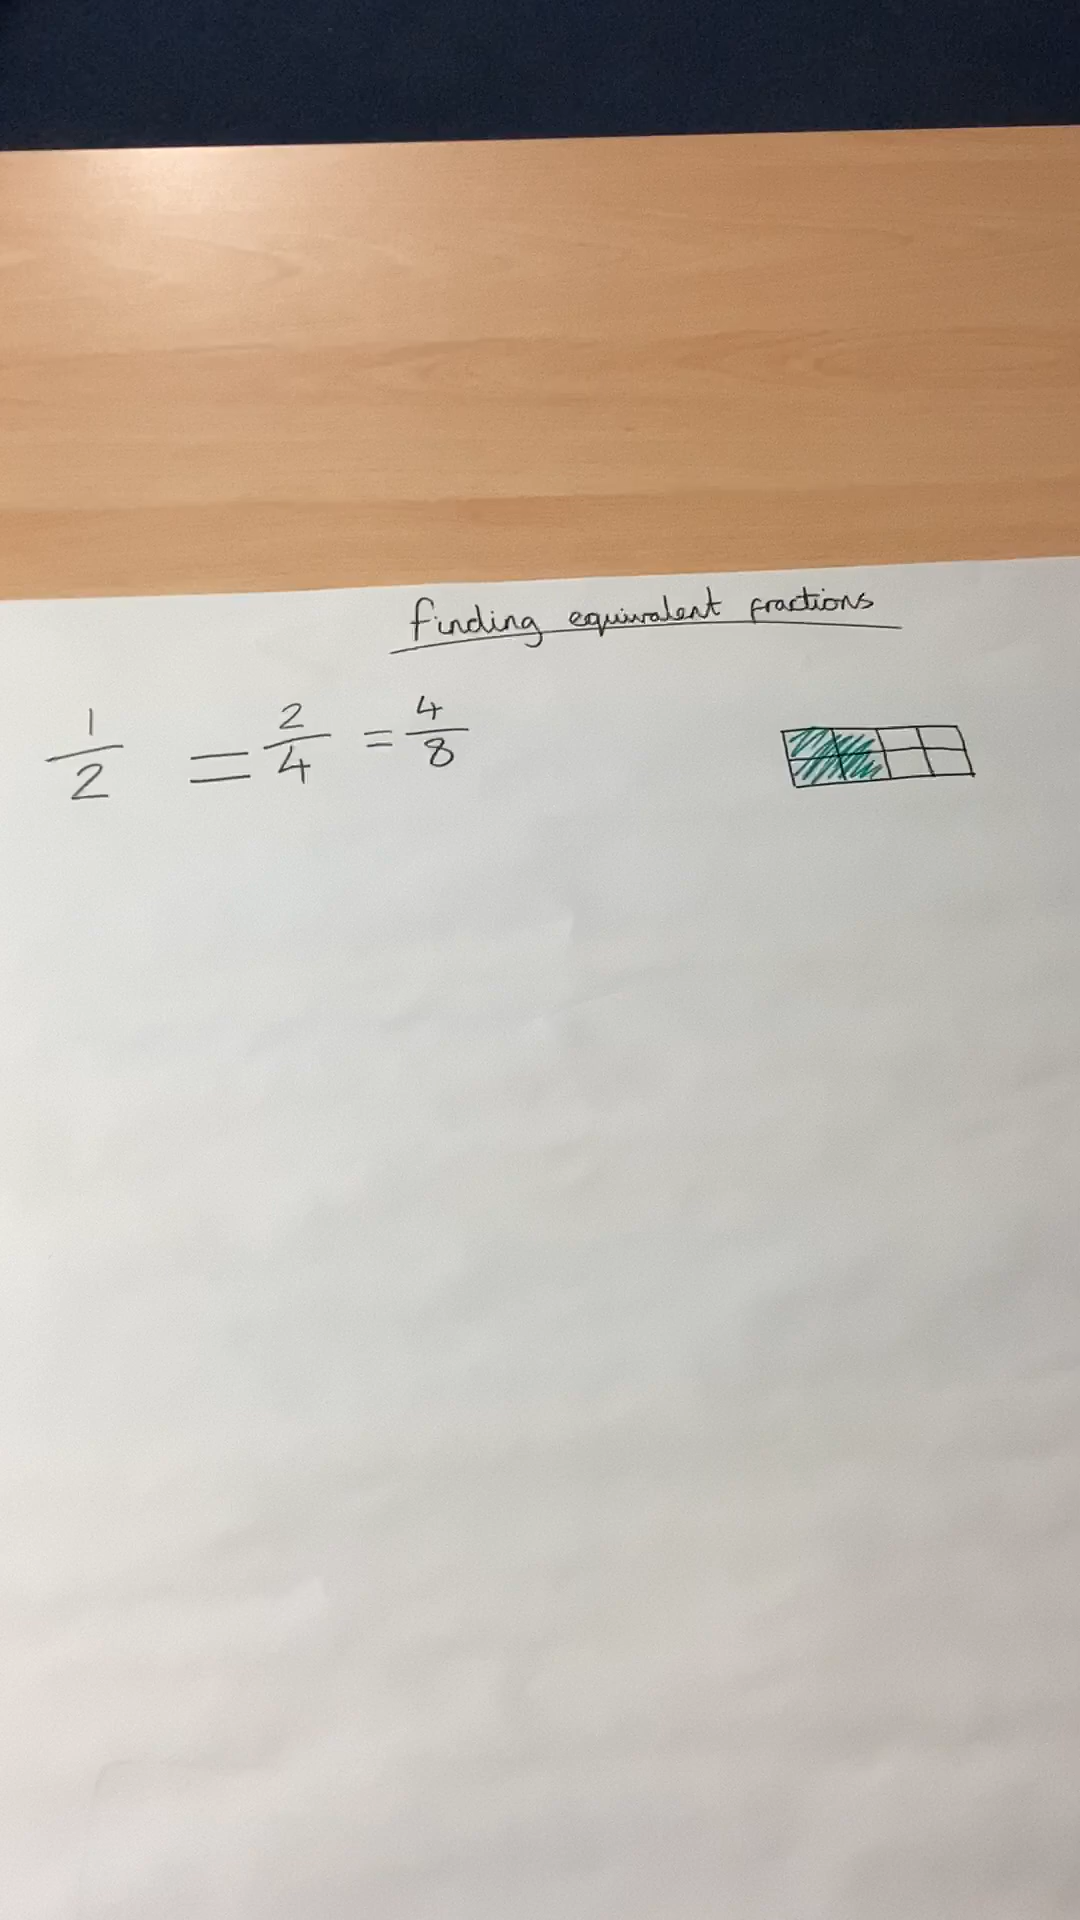 finding equivalent fractions
1/2 = 2/4 = 4/8